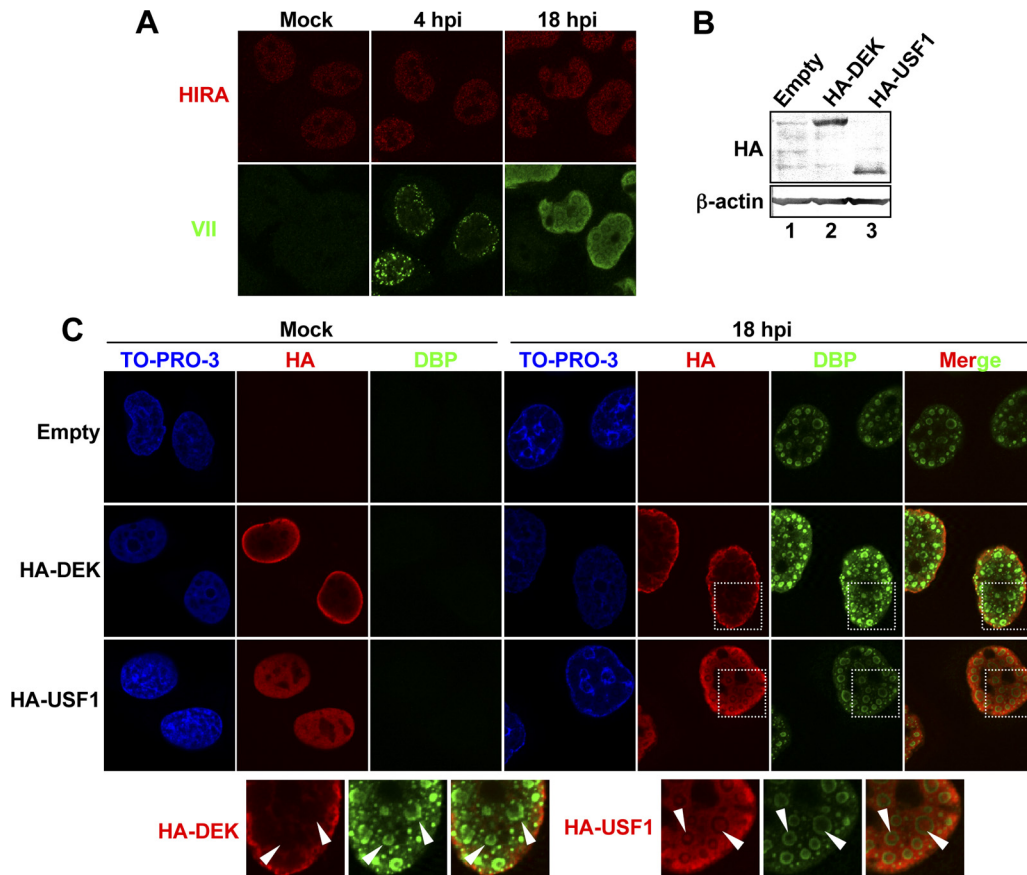 A
Mock 4 hpi 18 hpi
HIRA
VII
B
Empty HA-DEK HA-USF1
HA
β-actin
1 2 3
C
Mock 18 hpi
TO-PRO-3 HA DBP TO-PRO-3 HA DBP Merge
Empty
HA-DEK
HA-USF1
HA-DEK HA-USF1